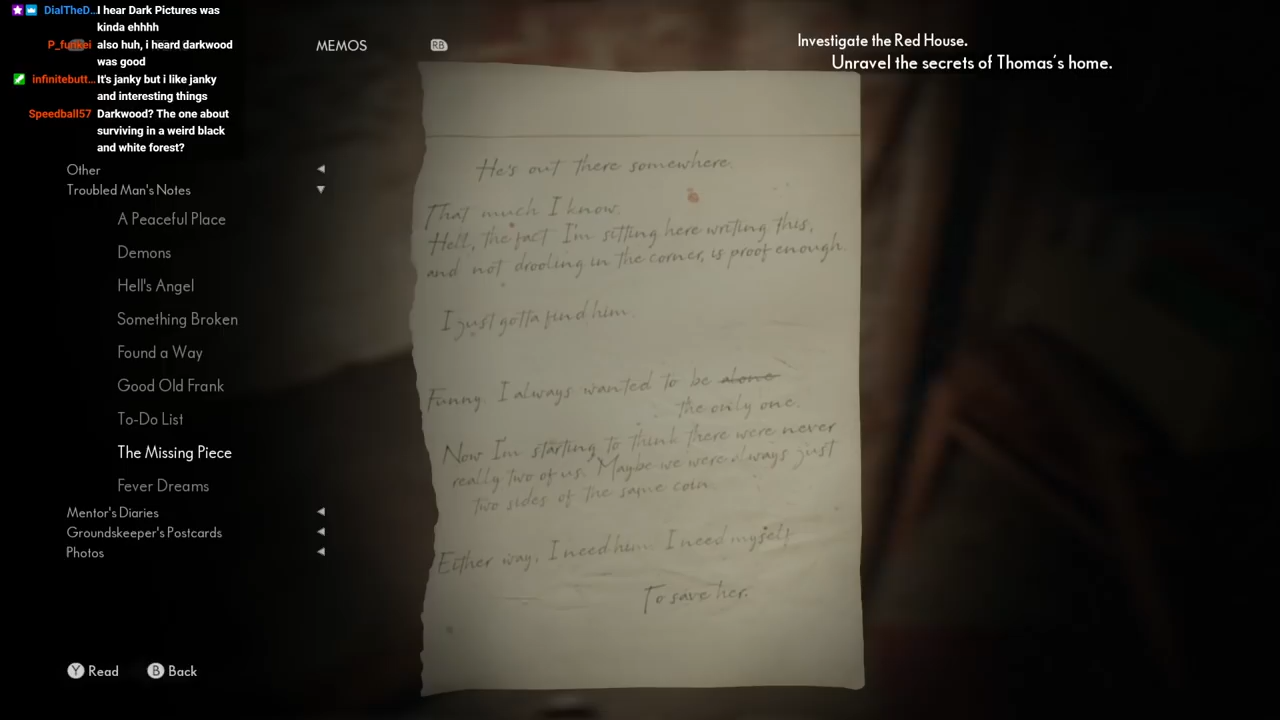 DialTheD... I hear Dark Pictures was
kinda ehhhh
also huh, i heard darkwood
was good
infinitebutt... It's janky but i like janky
and interesting things
Speedball57 Darkwood? The one about
surviving in a weird black
and white forest?
MEMOS RB
Investigate the Red House.
Unravel the secrets of Thomas's home.
Other
Troubled Man's Notes
A Peaceful Place
Demons
Hell's Angel
Something Broken
Found a Way
Good Old Frank
To-Do List
The Missing Piece
Fever Dreams
Mentor's Diaries
Groundskeeper's Postcards
Photos
He's out there somewhere.
That much I know.
Hell, the fact I'm sitting here writing this,
and not drooling in the corner, is proof enough.
I just gotta find him.
Funny. I always wanted to be alone
the only one.
Now I'm starting to think there were never
really two of us. Maybe we were always just
two sides of the same coin.
Either way, I need him. I need myself
To save her.
Y Read B Back